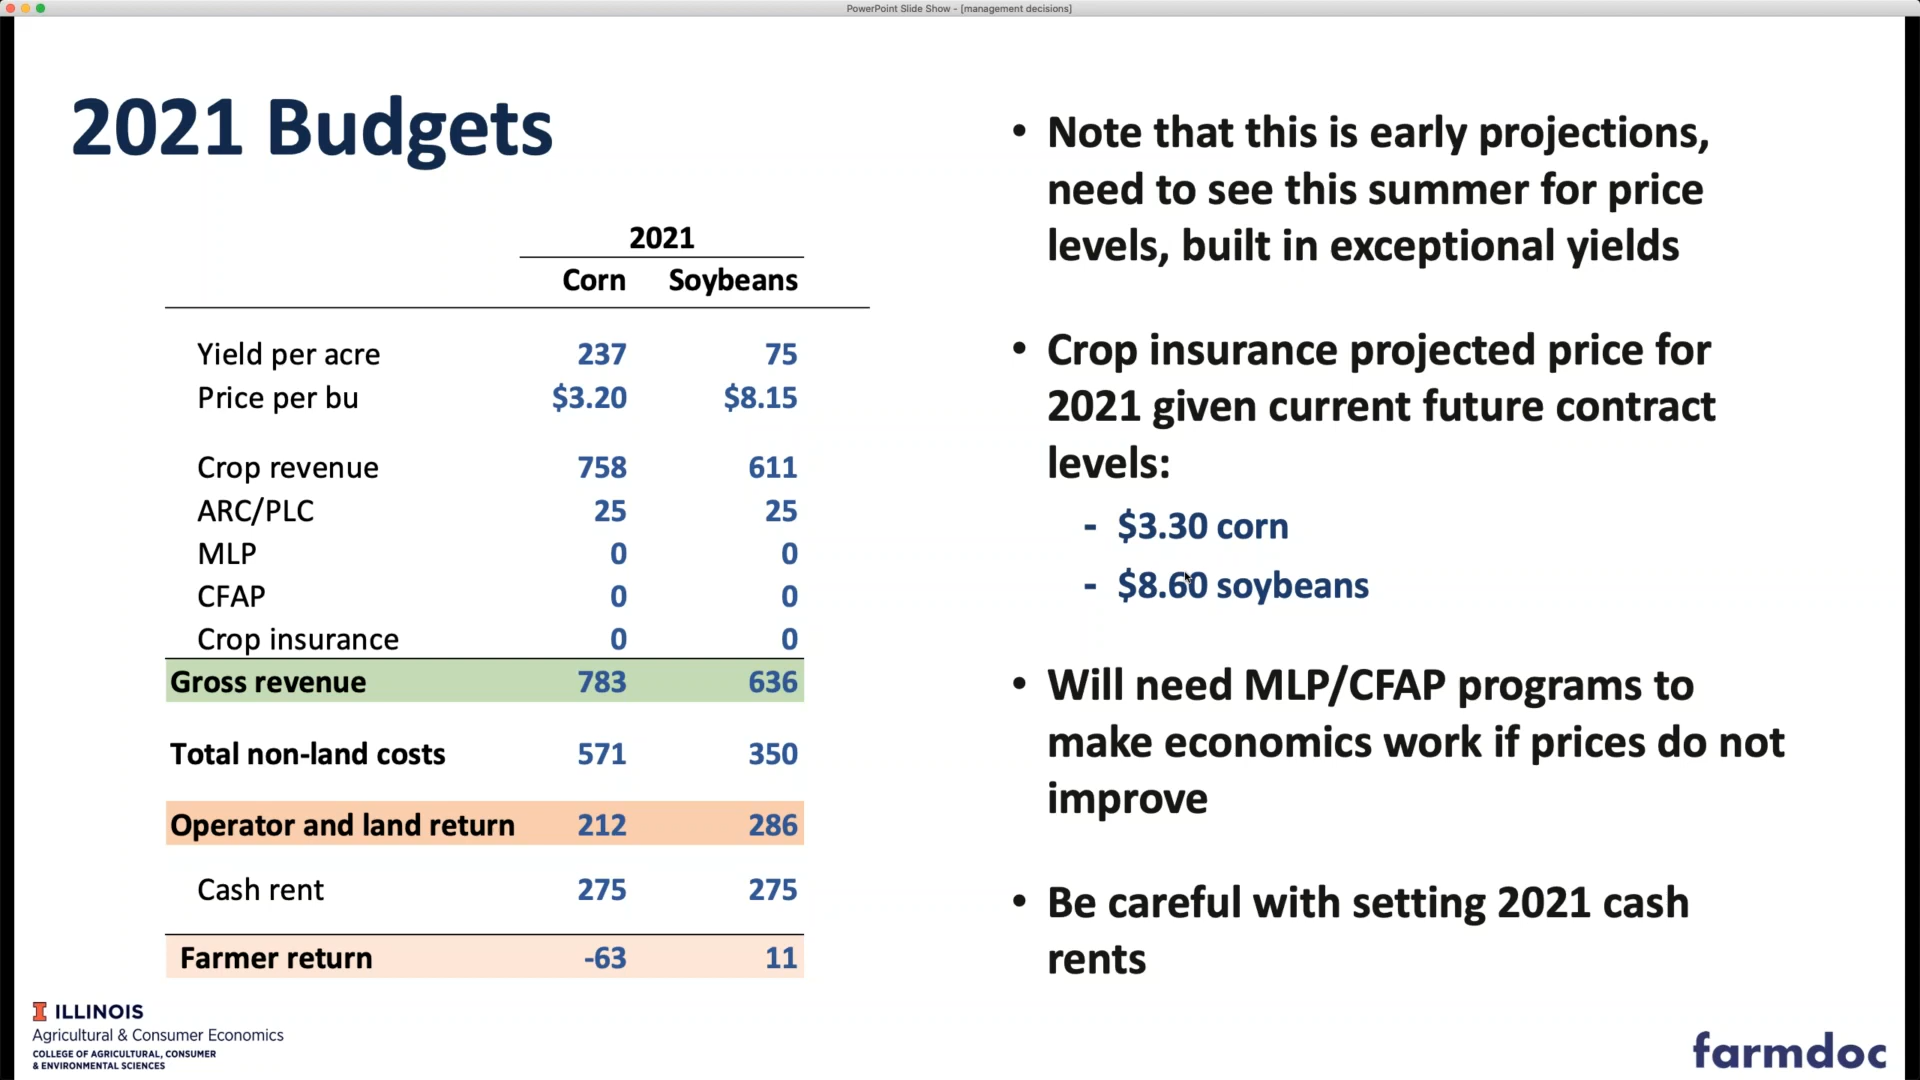 PowerPoint Slide Show - [management decisions]
2021 Budgets
2021
Corn Soybeans
Yield per acre 237 75
Price per bu $3.20 $8.15
Crop revenue 758 611
ARC/PLC 25 25
MLP 0 0
CFAP 0 0
Crop insurance 0 0
Gross revenue 783 636
Total non-land costs 571 350
Operator and land return 212 286
Cash rent 275 275
Farmer return -63 11
• Note that this is early projections,
need to see this summer for price
levels, built in exceptional yields
• Crop insurance projected price for
2021 given current future contract
levels:
- $3.30 corn
- $8.60 soybeans
• Will need MLP/CFAP programs to
make economics work if prices do not
improve
• Be careful with setting 2021 cash
rents
I ILLINOIS
Agricultural & Consumer Economics
COLLEGE OF AGRICULTURAL, CONSUMER
& ENVIRONMENTAL SCIENCES
farmdoc